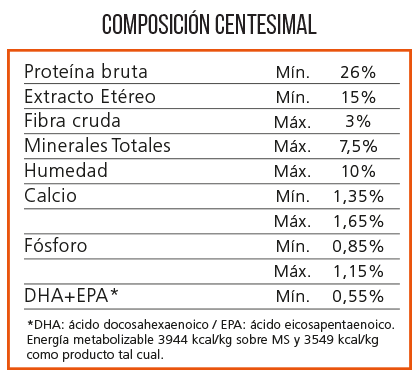 COMPOSICIÓN CENTESIMAL
Proteína bruta Mín. 26%
Extracto Etéreo Mín. 15%
Fibra cruda Máx. 3%
Minerales Totales Máx. 7,5%
Humedad Máx. 10%
Calcio Mín. 1,35%
Máx. 1,65%
Fósforo Mín. 0,85%
Máx. 1,15%
DHA+EPA* Mín. 0,55%
*DHA: ácido docosahexaenoico / EPA: ácido eicosapentaenoico.
Energía metabolizable 3944 kcal/kg sobre MS y 3549 kcal/kg
como producto tal cual.